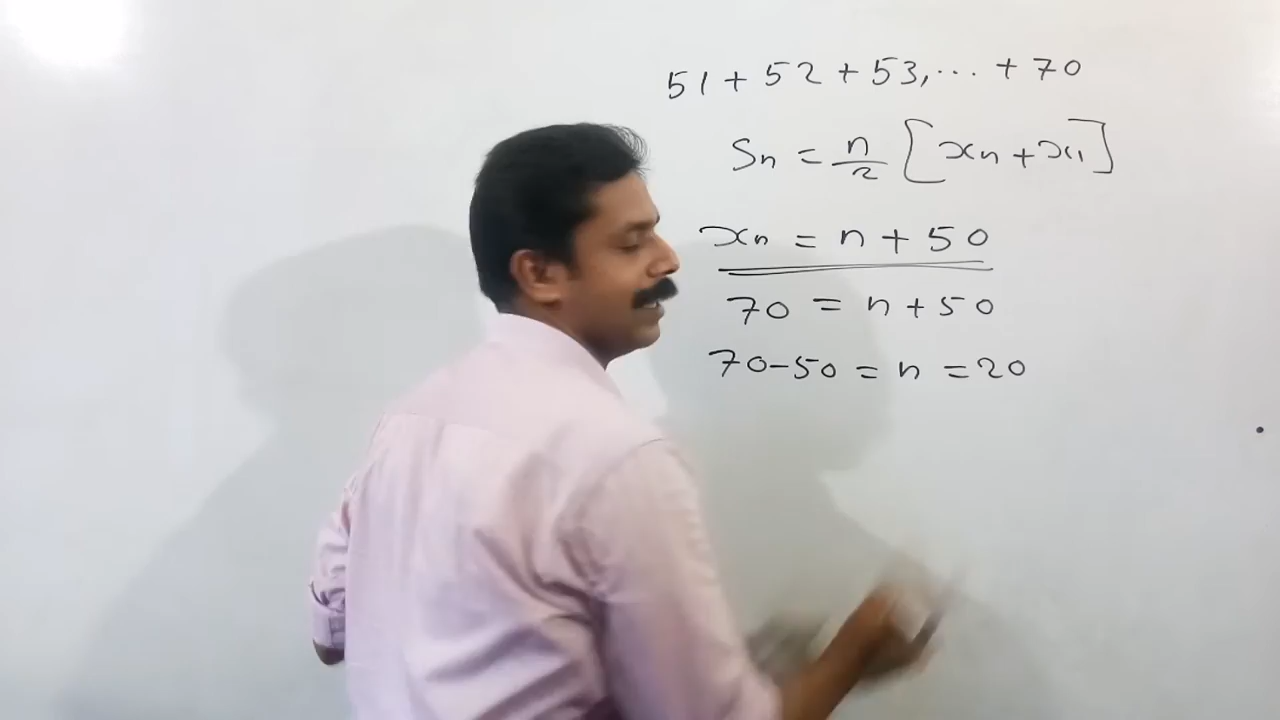 51 + 52 + 53, ... + 70
Sn = n/2 [xn + x1]
xn = n + 50
70 = n + 50
70-50 = n = 20